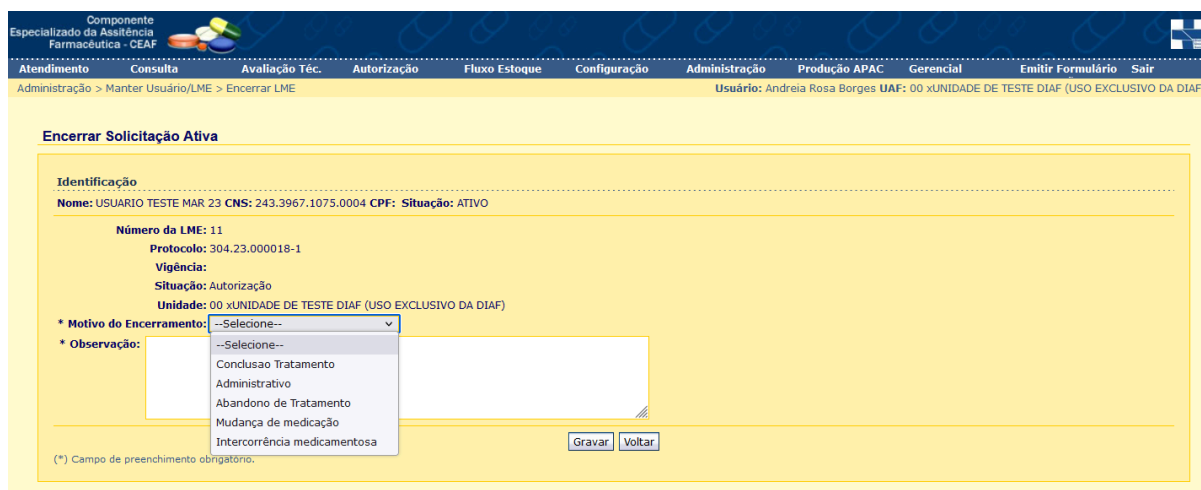 Componente
Especializado da Assitência
Farmacêutica - CEAF
Atendimento Consulta Avaliação Téc. Autorização Fluxo Estoque Configuração Administração Produção APAC Gerencial Emitir Formulário Sair
Administração > Manter Usuário/LME > Encerrar LME Usuário: Andreia Rosa Borges UAF: 00 xUNIDADE DE TESTE DIAF (USO EXCLUSIVO DA DIAF
Encerrar Solicitação Ativa
Identificação
Nome: USUARIO TESTE MAR 23 CNS: 243.3967.1075.0004 CPF: Situação: ATIVO
Número da LME: 11
Protocolo: 304.23.000018-1
Vigência:
Situação: Autorização
Unidade: 00 xUNIDADE DE TESTE DIAF (USO EXCLUSIVO DA DIAF)
* Motivo do Encerramento: --Selecione--
* Observação:
--Selecione--
Conclusao Tratamento
Administrativo
Abandono de Tratamento
Mudança de medicação
Intercorrência medicamentosa
Gravar Voltar
(*) Campo de preenchimento obrigatório.